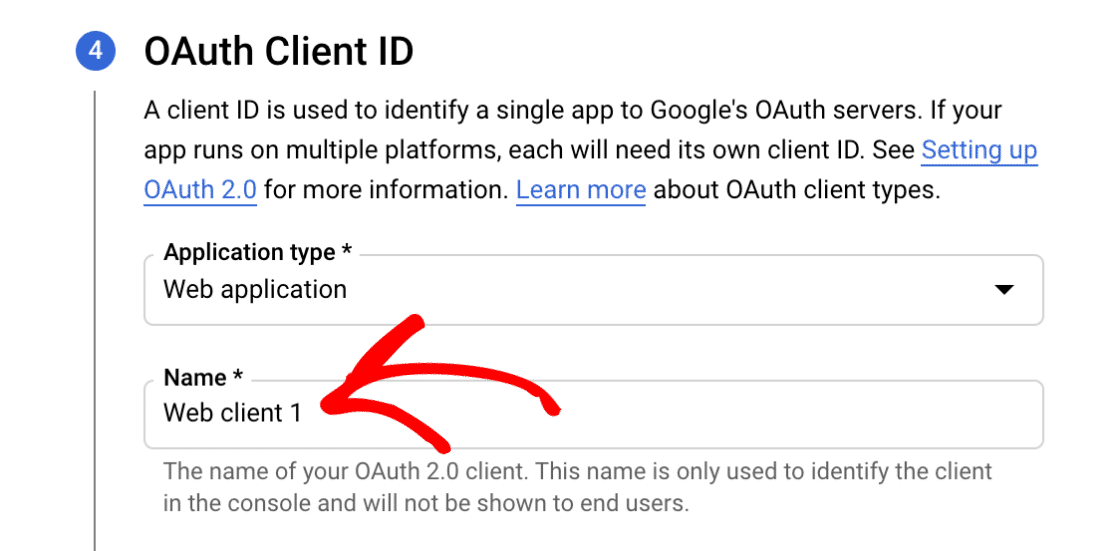 4 OAuth Client ID
A client ID is used to identify a single app to Google's OAuth servers. If your
app runs on multiple platforms, each will need its own client ID. See Setting up
OAuth 2.0 for more information. Learn more about OAuth client types.
Application type *
Web application
Name *
Web client 1
The name of your OAuth 2.0 client. This name is only used to identify the client
in the console and will not be shown to end users.